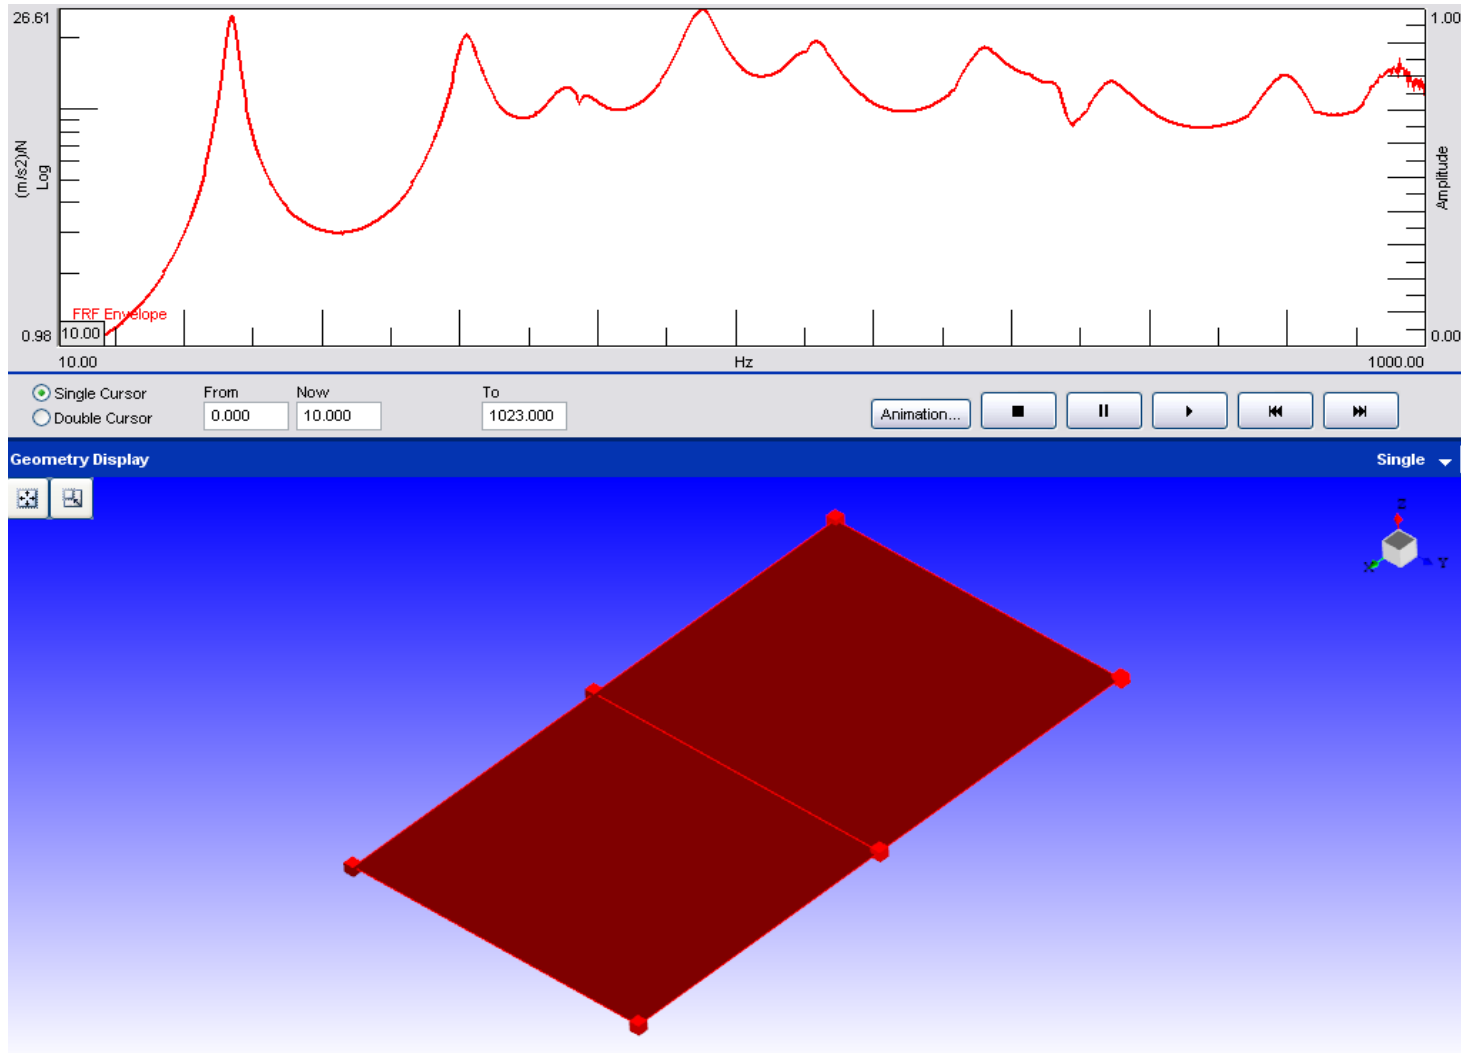 26.61
1.00
(m/s2)/N
Log
Amplitude
FRF Envelope
0.98
10.00
0.00
10.00
Hz
1000.00
Single Cursor
From
Now
To
Double Cursor
0.000
10.000
1023.000
Animation...
Geometry Display
Single
Z
X
Y